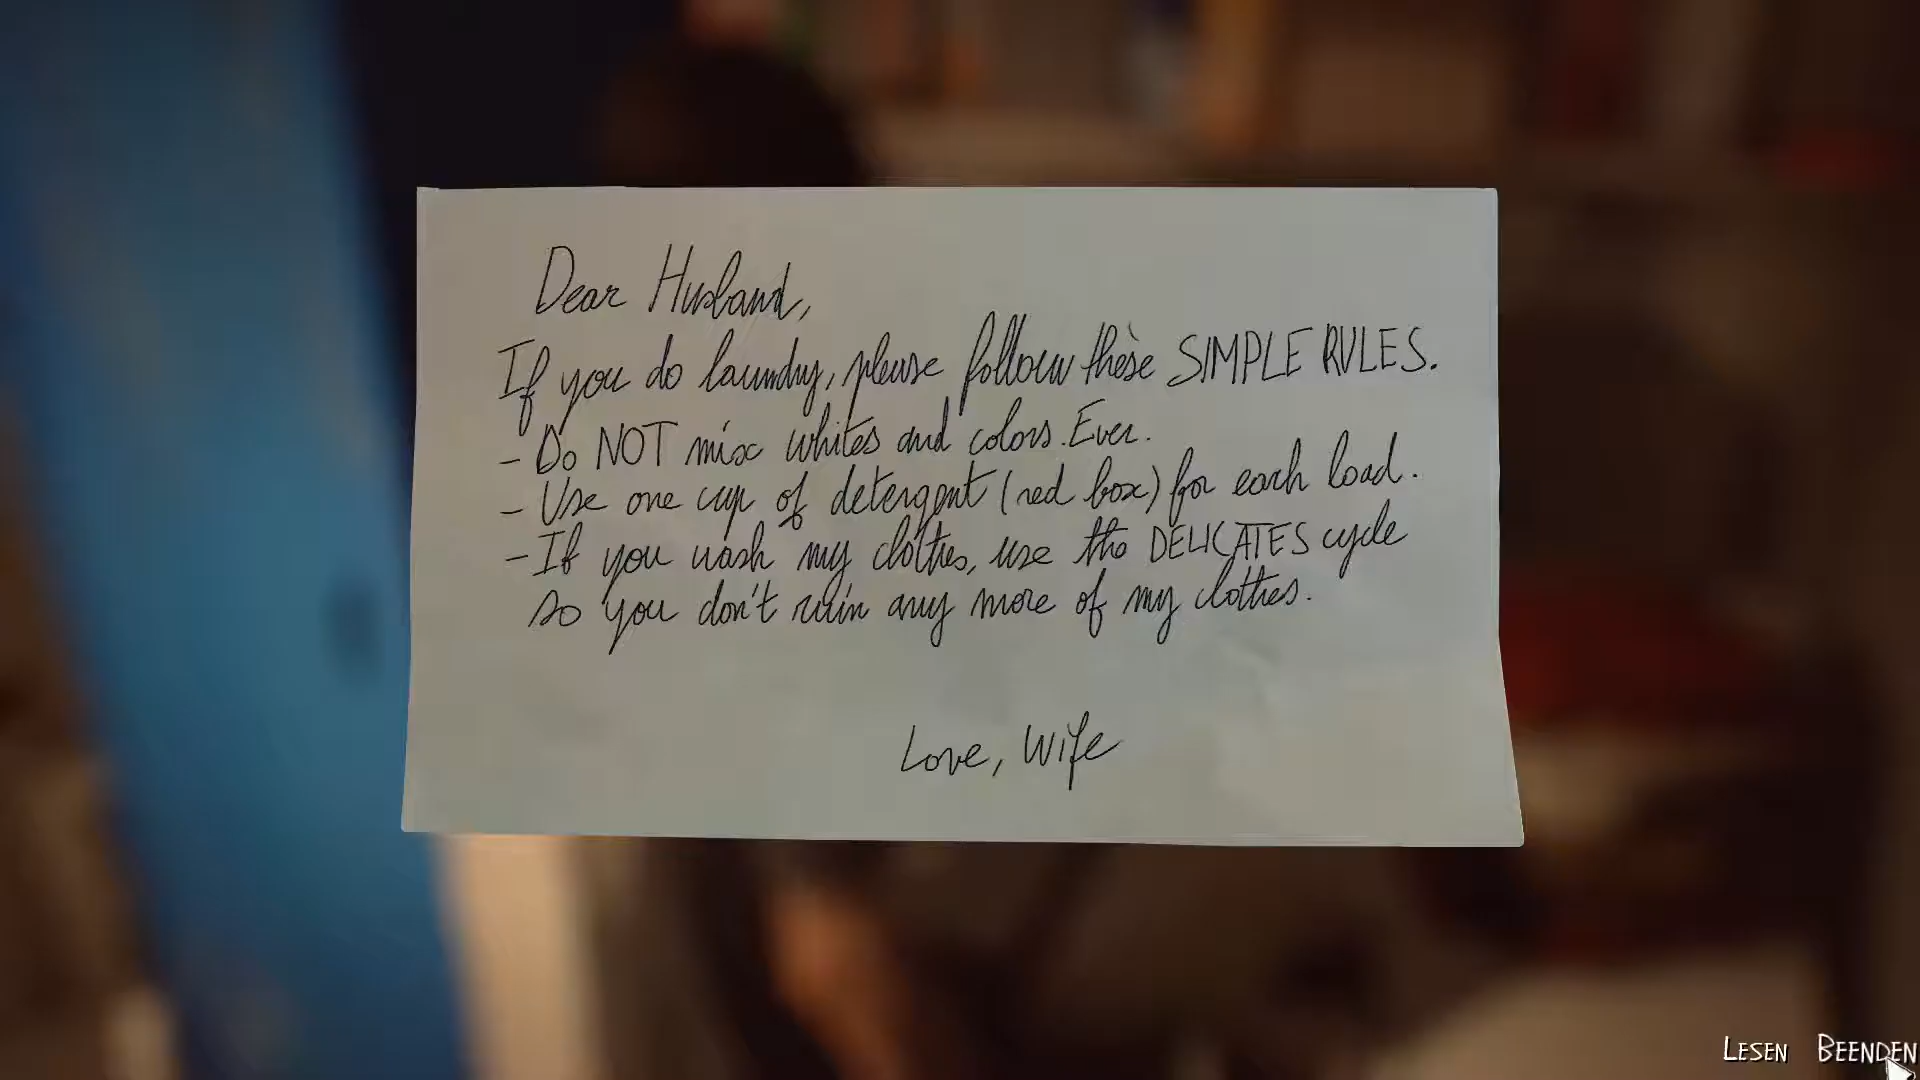 Dear Husband,
If you do laundry, please follow these SIMPLE RULES.
- Do NOT mix whites and colors. Ever.
- Use one cup of detergent (red box) for each load.
- If you wash my clothes, use the DELICATES cycle
so you don't ruin any more of my clothes.
Love, Wife
LESEN BEENDEN